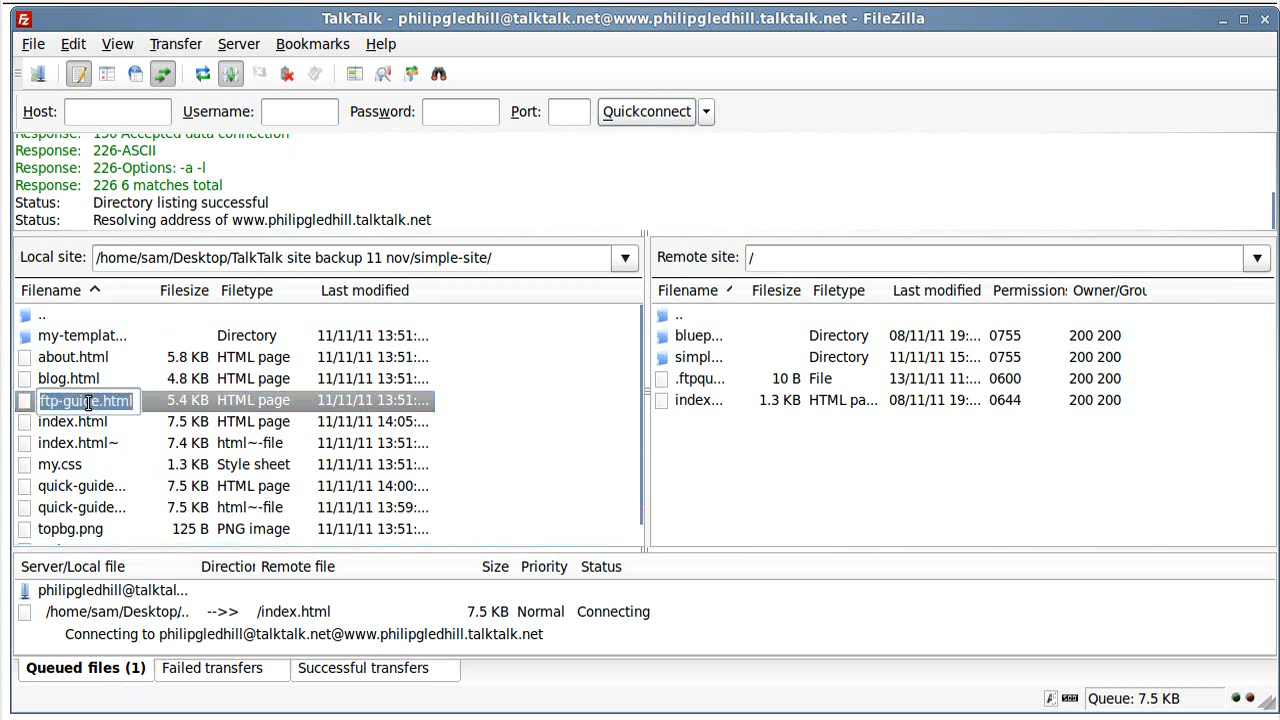 TalkTalk - philipgledhill@talktalk.net@www.philipgledhill.talktalk.net - FileZilla
File Edit View Transfer Server Bookmarks Help
Host: Username: Password: Port: Quickconnect
Response: 150 Accepted data connection
Response: 226-ASCII
Response: 226-Options: -a -l
Response: 226 6 matches total
Status: Directory listing successful
Status: Resolving address of www.philipgledhill.talktalk.net
Local site: /home/sam/Desktop/TalkTalk site backup 11 nov/simple-site/
Filename Filesize Filetype Last modified
..
my-templat... Directory 11/11/11 13:51:...
about.html 5.8 KB HTML page 11/11/11 13:51:...
blog.html 4.8 KB HTML page 11/11/11 13:51:...
ftp-guide.html 5.4 KB HTML page 11/11/11 13:51:...
index.html 7.5 KB HTML page 11/11/11 14:05:...
index.html~ 7.4 KB html~-file 11/11/11 13:51:...
my.css 1.3 KB Style sheet 11/11/11 13:51:...
quick-guide... 7.5 KB HTML page 11/11/11 14:00:...
quick-guide... 7.5 KB html~-file 11/11/11 13:59:...
topbg.png 125 B PNG image 11/11/11 13:51:...
Remote site: /
Filename Filesize Filetype Last modified Permission: Owner/Grou
..
bluep... Directory 08/11/11 19:... 0755 200 200
simpl... Directory 11/11/11 15:... 0755 200 200
.ftpqu... 10 B File 13/11/11 11:... 0600 200 200
index... 1.3 KB HTML pa... 08/11/11 19:... 0644 200 200
Server/Local file Direction Remote file Size Priority Status
philipgledhill@talktal...
/home/sam/Desktop/.. -->> /index.html 7.5 KB Normal Connecting
Connecting to philipgledhill@talktalk.net@www.philipgledhill.talktalk.net
Queued files (1) Failed transfers Successful transfers
Queue: 7.5 KB